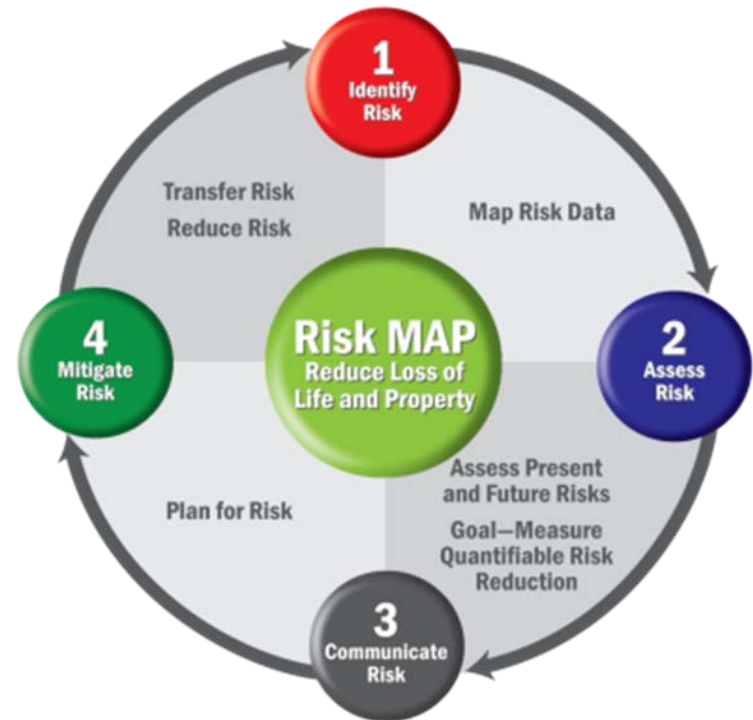 1
Identify
Risk
Transfer Risk
Reduce Risk
Map Risk Data
4
Mitigate
Risk
Risk MAP
Reduce Loss of
Life and Property
2
Assess
Risk
Plan for Risk
Assess Present
and Future Risks
Goal—Measure
Quantifiable Risk
Reduction
3
Communicate
Risk